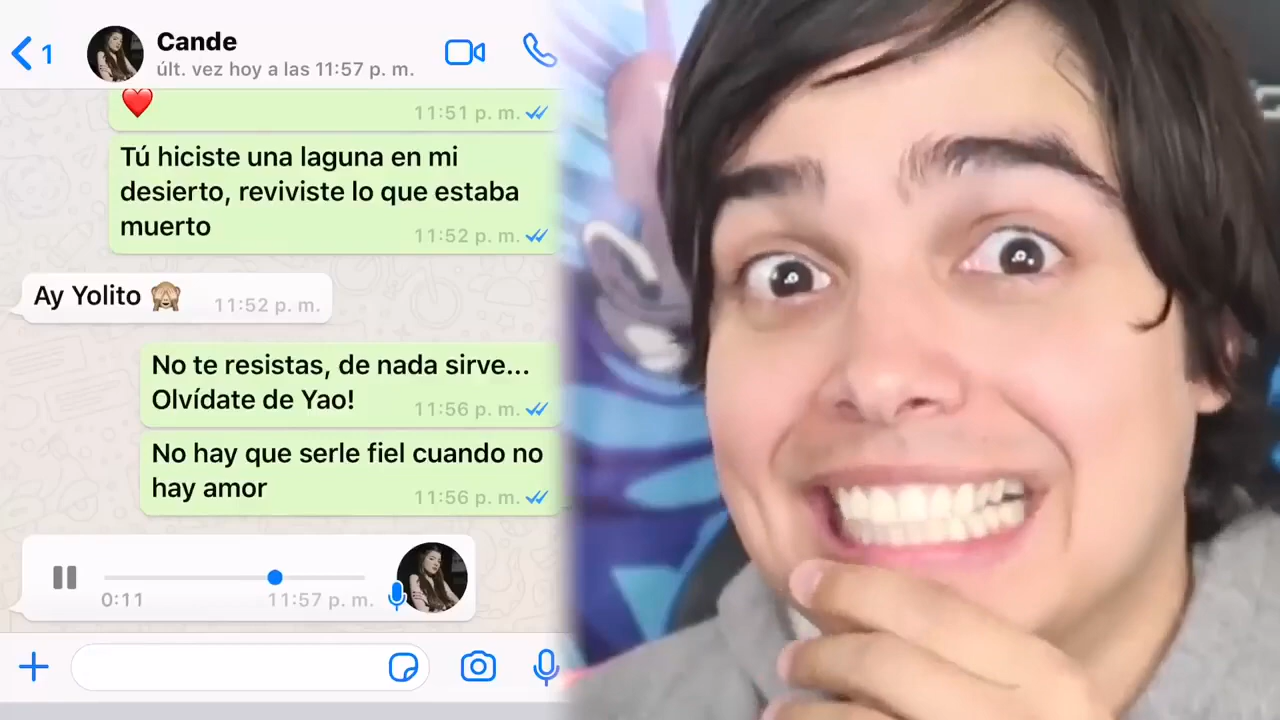 1
Cande
últ. vez hoy a las 11:57 p. m.
❤️
11:51 p. m.
Tú hiciste una laguna en mi
desierto, reviviste lo que estaba
muerto
11:52 p. m.
Ay Yolito 🙈
11:52 p. m.
No te resistas, de nada sirve...
Olvídate de Yao!
11:56 p. m.
No hay que serle fiel cuando no
hay amor
11:56 p. m.
0:11
11:57 p. m.